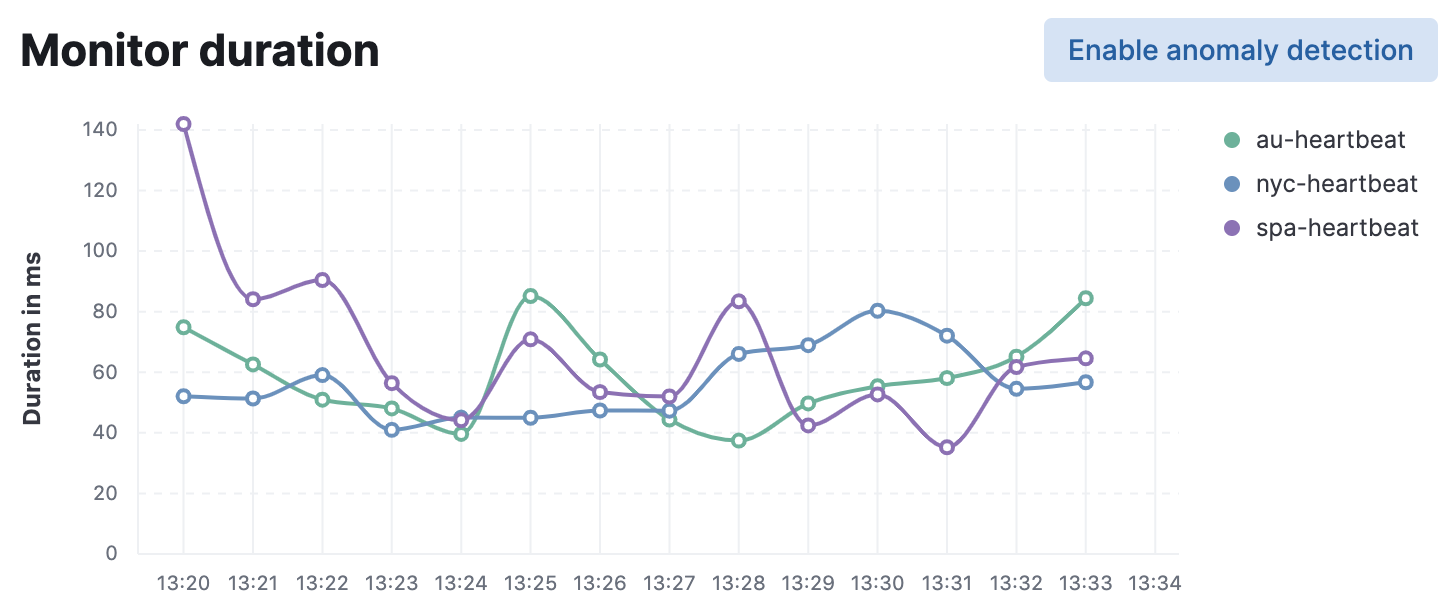 Monitor duration
Enable anomaly detection
Duration in ms
140
120
100
80
60
40
20
0
13:20 13:21 13:22 13:23 13:24 13:25 13:26 13:27 13:28 13:29 13:30 13:31 13:32 13:33 13:34
au-heartbeat
nyc-heartbeat
spa-heartbeat